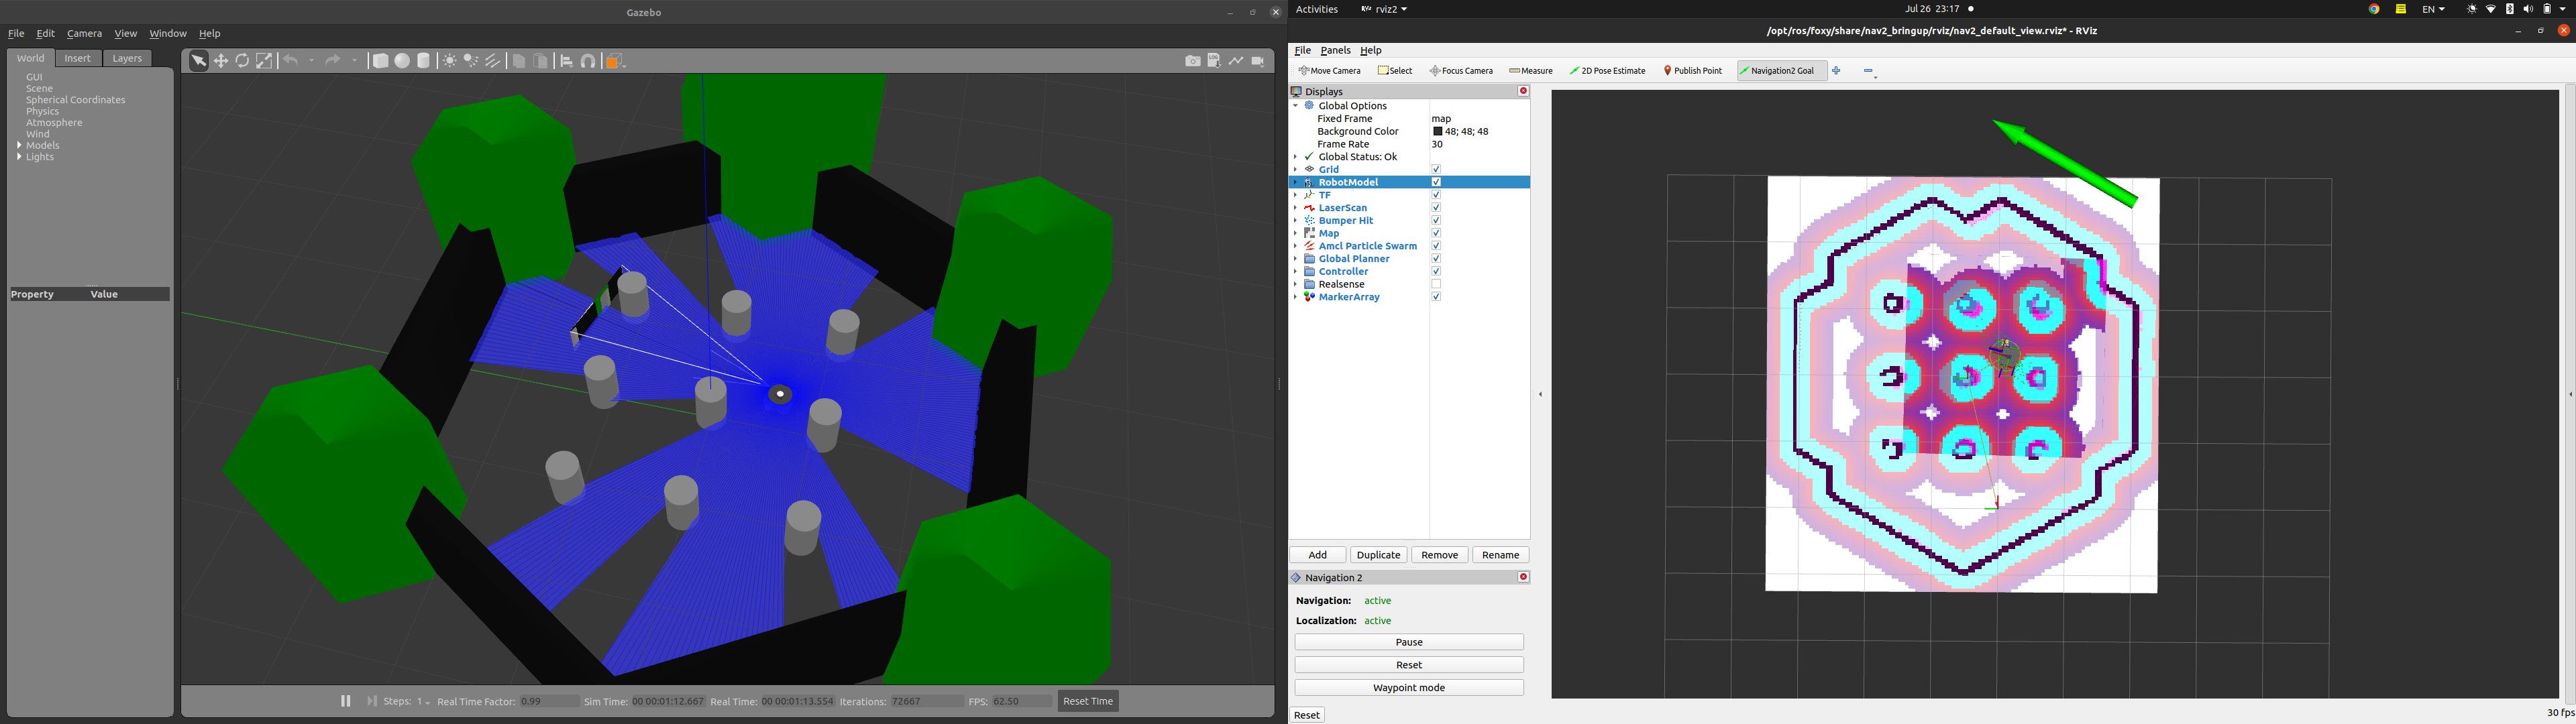 Gazebo
File Edit Camera View Window Help
World Insert Layers
GUI
Scene
Spherical Coordinates
Physics
Atmosphere
Wind
Models
Lights
Property Value
Steps: 1 Real Time Factor: 0.99 Sim Time: 00 00:01:12.667 Real Time: 00 00:01:13.554 Iterations: 72667 FPS: 62.50 Reset Time
Activities rviz2 Jul 26 23:17 EN
/opt/ros/foxy/share/nav2_bringup/rviz/nav2_default_view.rviz* - RViz
File Panels Help
Move Camera Select Focus Camera Measure 2D Pose Estimate Publish Point Navigation2 Goal
Displays
Global Options
Fixed Frame map
Background Color 48; 48; 48
Frame Rate 30
Global Status: Ok
Grid
RobotModel
TF
LaserScan
Bumper Hit
Map
Amcl Particle Swarm
Global Planner
Controller
Realsense
MarkerArray
Add Duplicate Remove Rename
Navigation 2
Navigation: active
Localization: active
Pause
Reset
Waypoint mode
Reset
30 fps